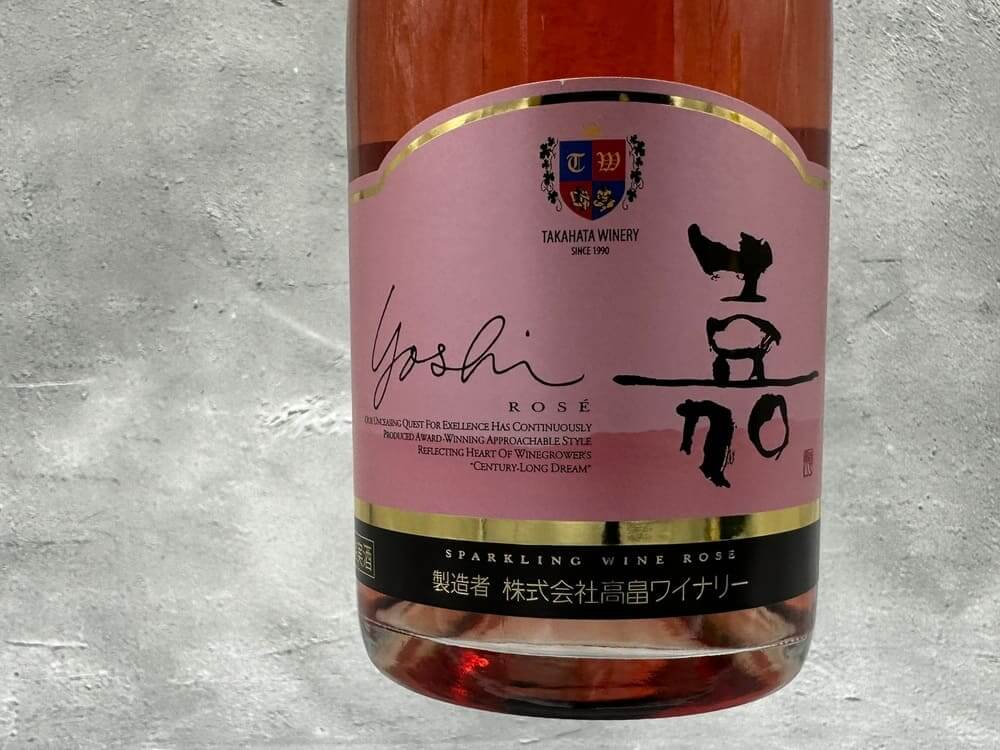 T W
TAKAHATA WINERY
SINCE 1990
嘉
Yoshi
ROSÉ
OUR UNCEASING QUEST FOR EXELLENCE HAS CONTINUOUSLY
PRODUCED AWARD-WINNING APPROACHABLE STYLE
REFLECTING HEART OF WINEGROWER'S
"CENTURY-LONG DREAM"
SPARKLING WINE ROSE
実酒
製造者 株式会社高畠ワイナリー